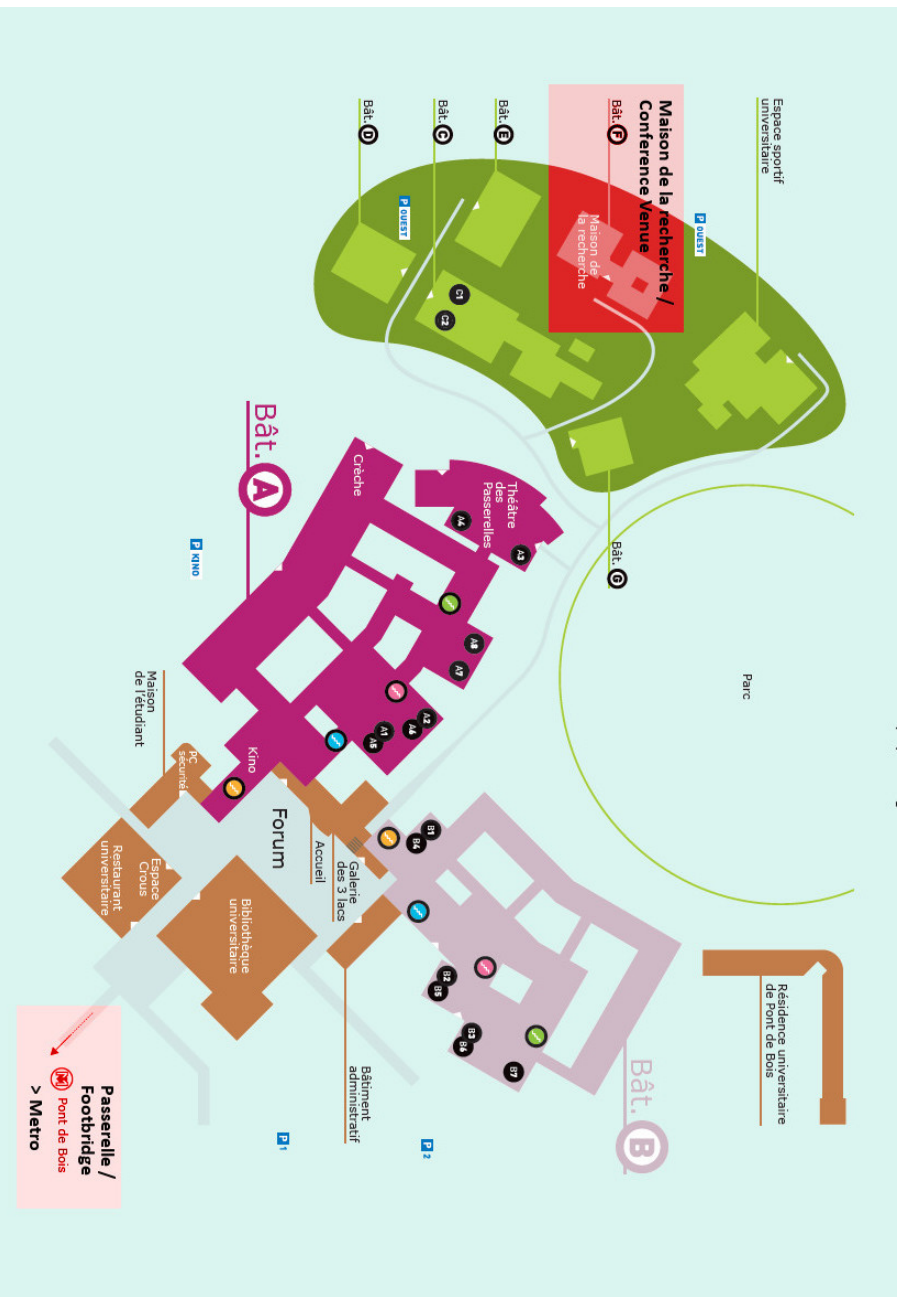 Espace sportif
universitaire
Résidence universitaire
de Pont de Bois
Parc
P OUEST
Maison de la recherche /
Conference Venue
Bât. F
Maison de
la recherche
Bât. G
Bât. B
Bât. E
Théâtre
des
Passerelles
A3
A4
A8
A7
B7
B3
B6
B2
B5
Bât. C
C1
C2
A2
A6
A1
A5
B1
B4
P OUEST
P 2
Bât. D
Crèche
Galerie
des 3 lacs
Bâtiment
administratif
Accueil
Forum
P 1
Bât. A
Kino
Bibliothèque
universitaire
P KINO
PC
sécurité
Maison
de l'étudiant
Espace
Crous
Restaurant
universitaire
Passerelle /
Footbridge
Pont de Bois
> Metro